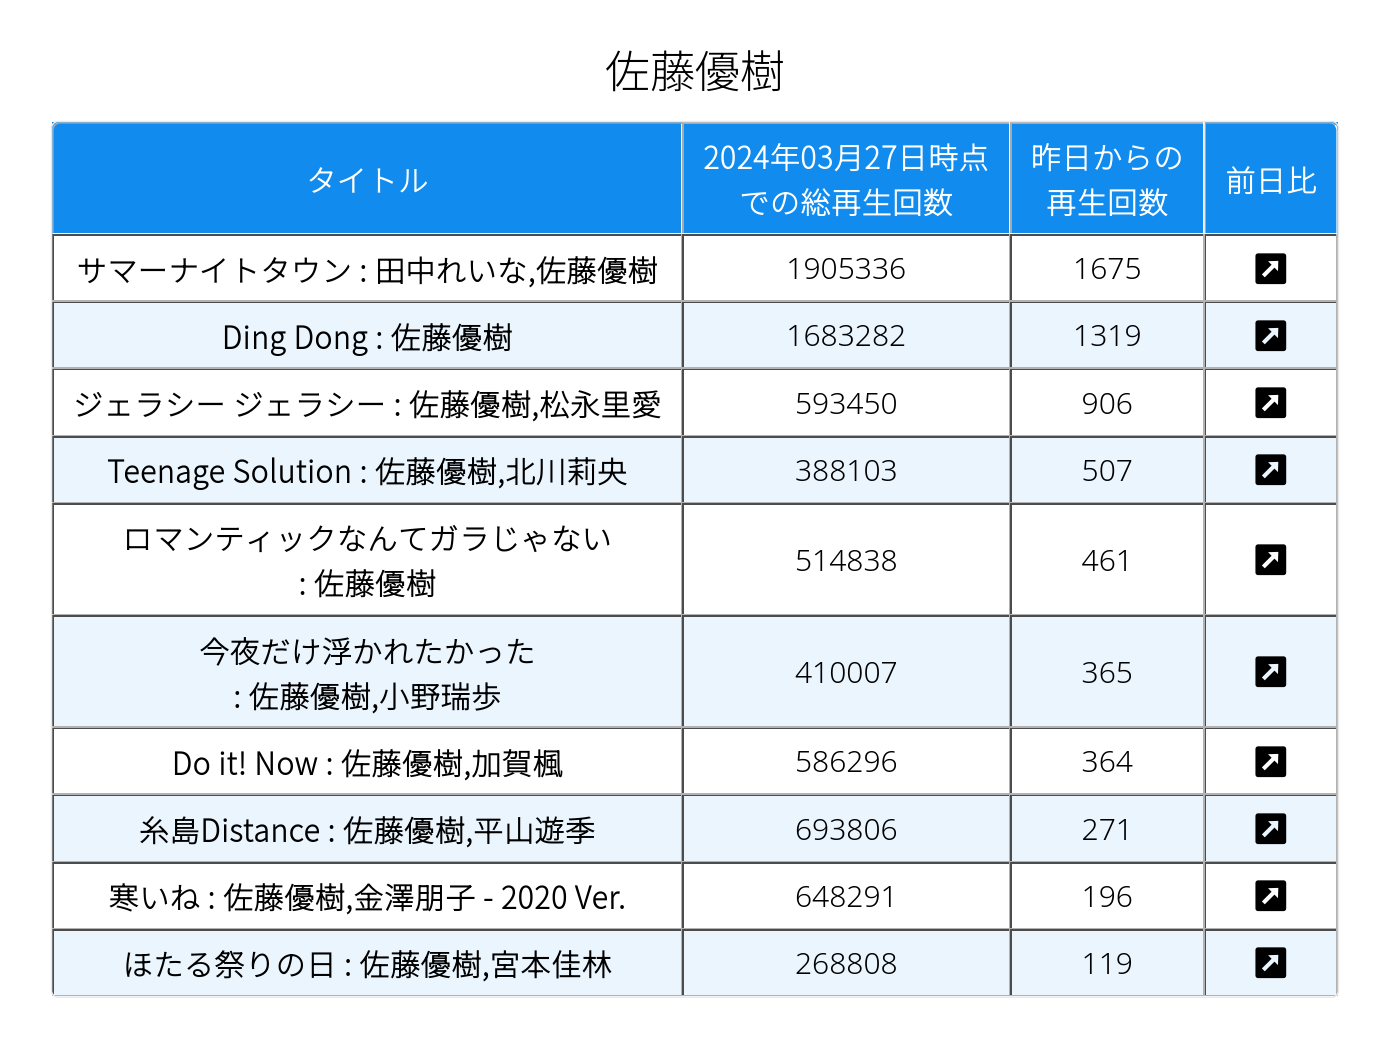 佐藤優樹
タイトル
2024年03月27日時点
での総再生回数
昨日からの
再生回数
前日比
サマーナイトタウン : 田中れいな,佐藤優樹 1905336 1675
Ding Dong : 佐藤優樹 1683282 1319
ジェラシー ジェラシー : 佐藤優樹,松永里愛 593450 906
Teenage Solution : 佐藤優樹,北川莉央 388103 507
ロマンティックなんてガラじゃない
: 佐藤優樹 514838 461
今夜だけ浮かれたかった
: 佐藤優樹,小野瑞歩 410007 365
Do it! Now : 佐藤優樹,加賀楓 586296 364
糸島Distance : 佐藤優樹,平山遊季 693806 271
寒いね : 佐藤優樹,金澤朋子 - 2020 Ver. 648291 196
ほたる祭りの日 : 佐藤優樹,宮本佳林 268808 119